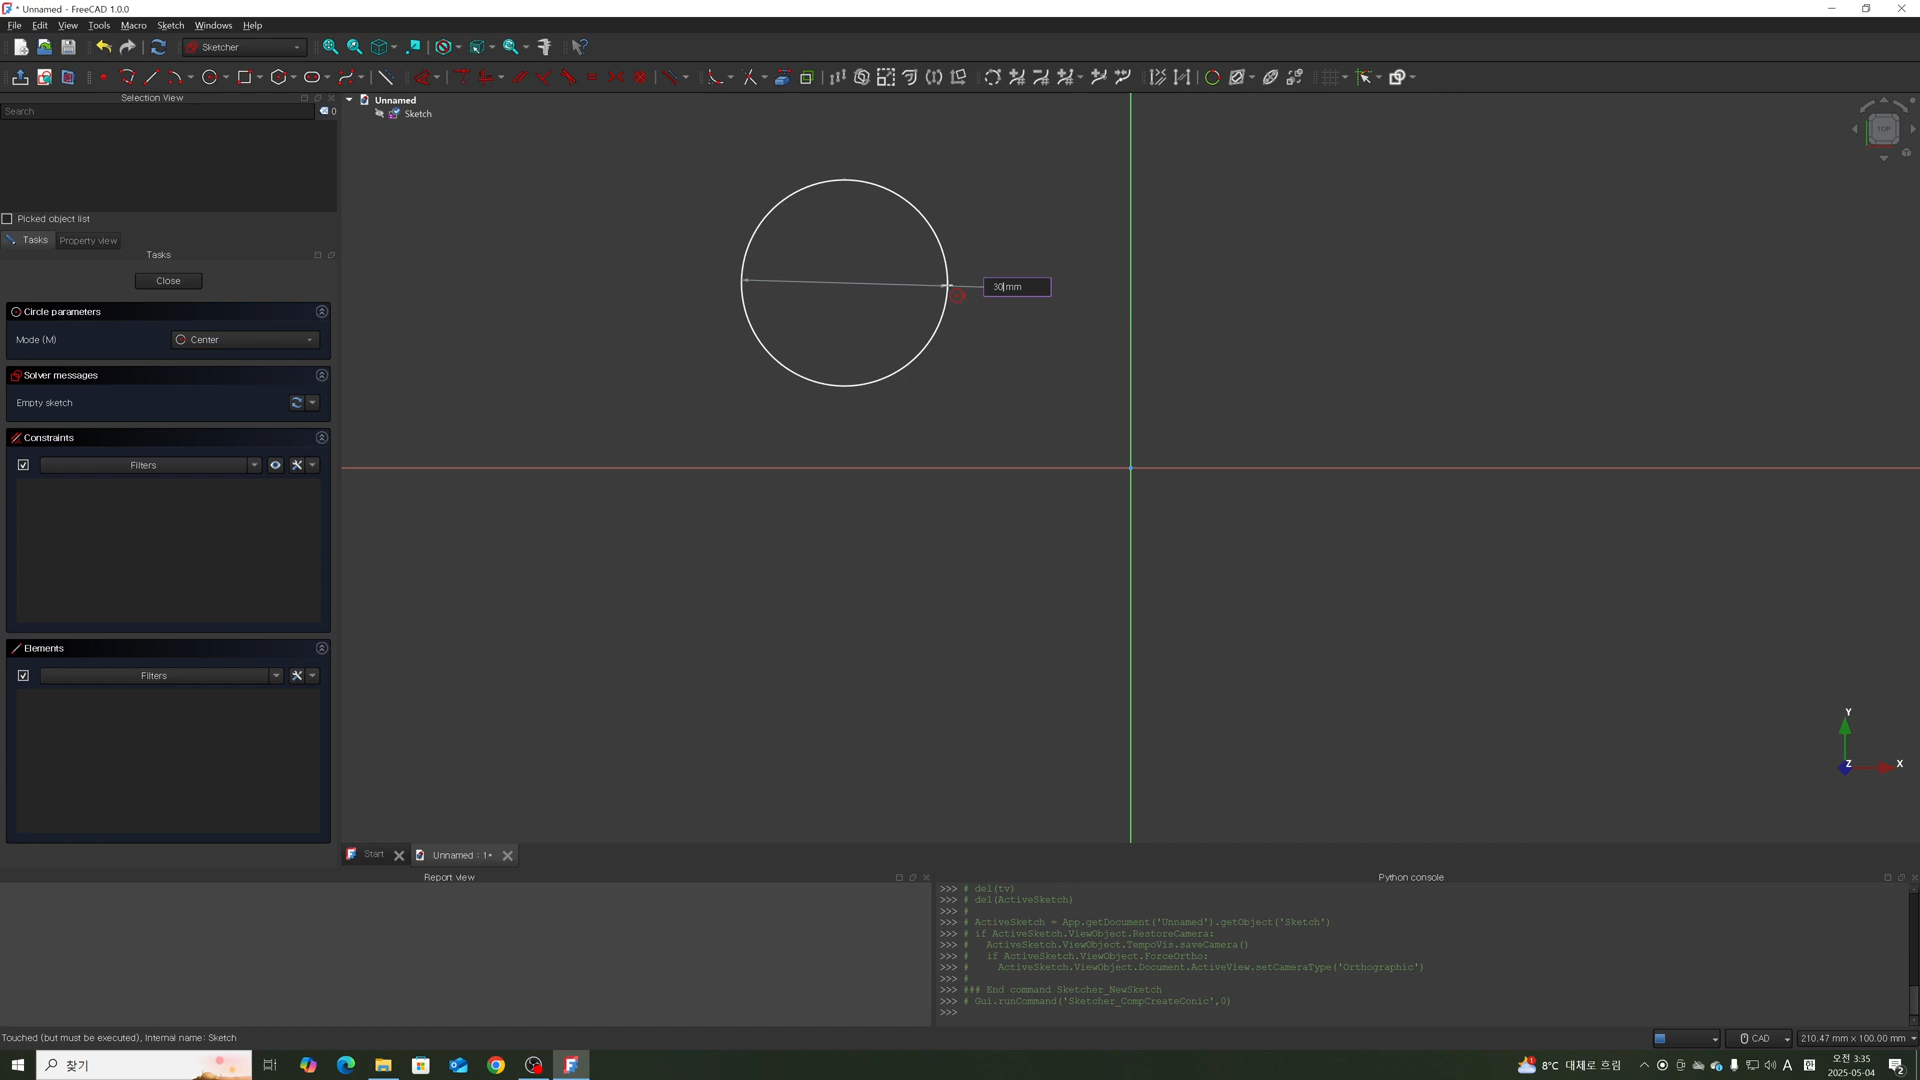 * Unnamed - FreeCAD 1.0.0
File Edit View Tools Macro Sketch Windows Help
Sketcher
Selection View
Search
0
Picked object list
Tasks Property view
Tasks
Close
Circle parameters
Mode (M) Center
Solver messages
Empty sketch
Constraints
Filters
Elements
Filters
Unnamed
Sketch
30 mm
TOP
Y
Z X
Start Unnamed : 1*
Report view
Python console
>>> # del(tv)
>>> # del(ActiveSketch)
>>> #
>>> # ActiveSketch = App.getDocument('Unnamed').getObject('Sketch')
>>> # if ActiveSketch.ViewObject.RestoreCamera:
>>> #   ActiveSketch.ViewObject.TempoVis.saveCamera()
>>> #   if ActiveSketch.ViewObject.ForceOrtho:
>>> #     ActiveSketch.ViewObject.Document.ActiveView.setCameraType('Orthographic')
>>> #
>>> ### End command Sketcher_NewSketch
>>> # Gui.runCommand('Sketcher_CompCreateConic',0)
>>>
Touched (but must be executed), Internal name: Sketch
CAD
210.47 mm × 100.00 mm
찾기
8°C 대체로 흐림
A
오전 3:35
2025-05-04
2